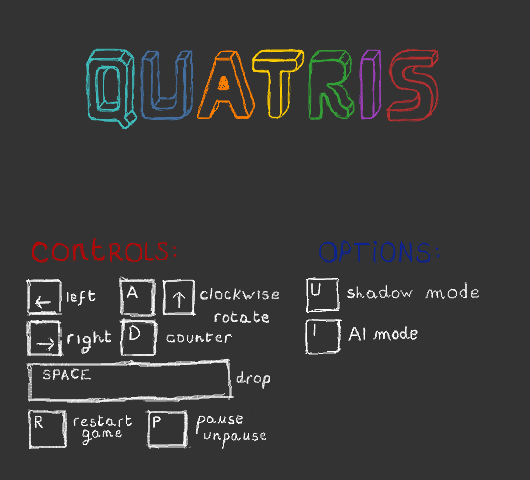 QUATRIS
CONtROLS: OPTiONS:
← left A ↑ clockwise rotate U shadow mode
→ right D counter I AI mode
SPACE drop
R restart game P pause unpause